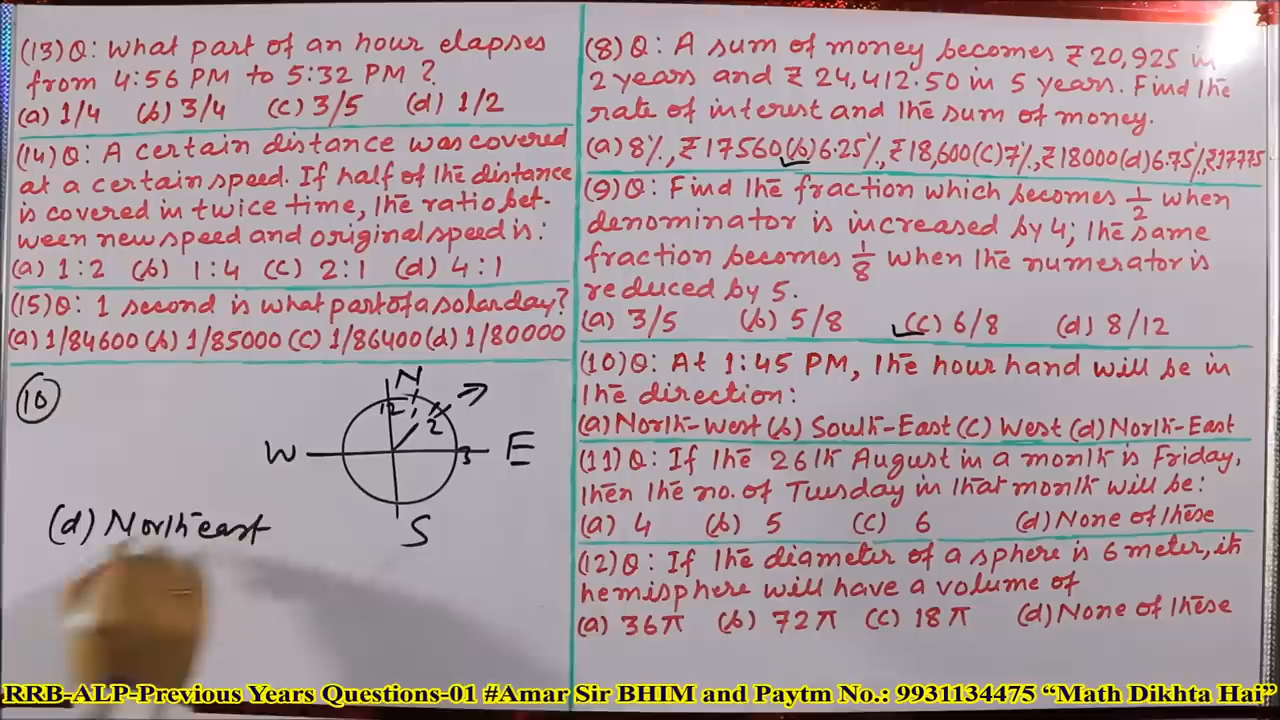 (13) Q: What part of an hour elapses
from 4:56 PM to 5:32 PM ?
(a) 1/4 (b) 3/4 (c) 3/5 (d) 1/2
(14) Q: A certain distance was covered
at a certain speed. If half of the distance
is covered in twice time, the ratio bet-
ween new speed and original speed is:
(a) 1:2 (b) 1:4 (c) 2:1 (d) 4:1
(15) Q: 1 second is what part of a solar day?
(a) 1/84600 (b) 1/85000 (c) 1/86400 (d) 1/80000
10
N
12
2
W
3
E
S
(d) North east
(8) Q: A sum of money becomes ₹20,925 in
2 years and ₹24,412.50 in 5 years. Find the
rate of interest and the sum of money.
(a) 8%, ₹17560 (b) 6.25%, ₹18,600 (c) 7%, ₹18000 (d) 6.75%, ₹17775
(9) Q: Find the fraction which becomes 1/2 when
denominator is increased by 4; the same
fraction becomes 1/8 when the numerator is
reduced by 5.
(a) 3/5 (b) 5/8 (c) 6/8 (d) 8/12
(10) Q: At 1:45 PM, the hour hand will be in
the direction:
(a) North-West (b) South-East (c) West (d) North-East
(11) Q: If the 26th August in a month is Friday,
then the no. of Tuesday in that month will be:
(a) 4 (b) 5 (c) 6 (d) None of these
(12) Q: If the diameter of a sphere is 6 meter, its
hemisphere will have a volume of
(a) 36π (b) 72π (c) 18π (d) None of these
RRB-ALP-Previous Years Questions-01 #Amar Sir BHIM and Paytm No.: 9931134475 “Math Dikhta Hai”